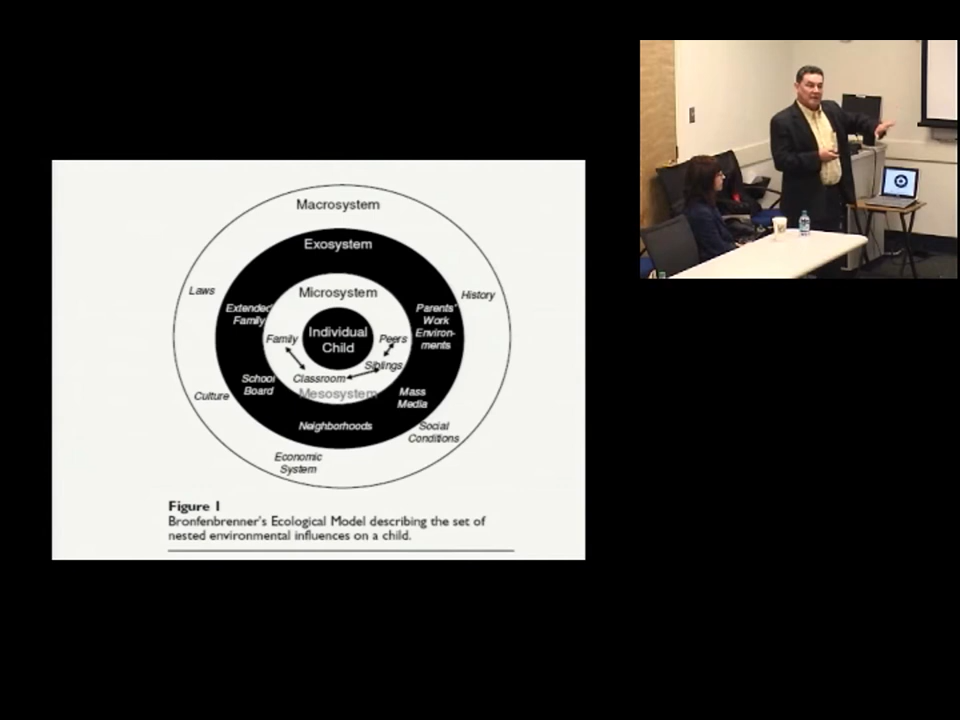 Macrosystem
Exosystem
Laws
Microsystem
History
Extended
Family
Parents'
Work
Environ-
ments
Individual
Child
Family
Peers
Siblings
Classroom
School
Board
Mesosystem
Mass
Media
Culture
Neighborhoods
Social
Conditions
Economic
System
Figure 1
Bronfenbrenner's Ecological Model describing the set of
nested environmental influences on a child.